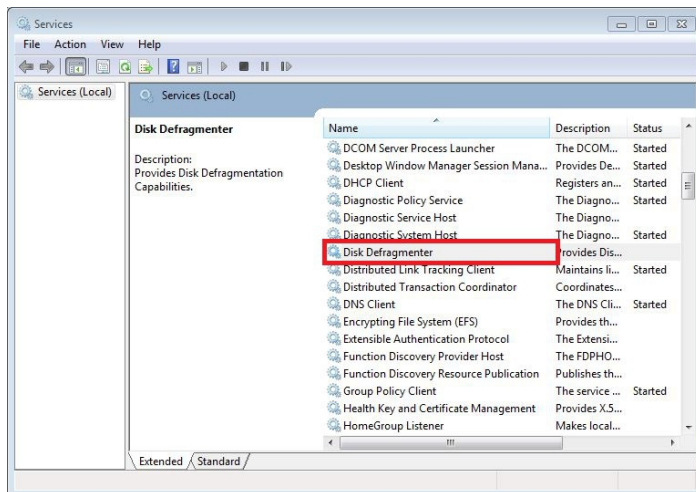 Services
File Action View Help
Services (Local)
Services (Local)
Disk Defragmenter
Description:
Provides Disk Defragmentation
Capabilities.
Name Description Status
DCOM Server Process Launcher The DCOM... Started
Desktop Window Manager Session Mana... Provides De... Started
DHCP Client Registers an... Started
Diagnostic Policy Service The Diagno... Started
Diagnostic Service Host The Diagno...
Diagnostic System Host The Diagno... Started
Disk Defragmenter Provides Dis...
Distributed Link Tracking Client Maintains li... Started
Distributed Transaction Coordinator Coordinates...
DNS Client The DNS Cli... Started
Encrypting File System (EFS) Provides th...
Extensible Authentication Protocol The Extensi...
Function Discovery Provider Host The FDPHO...
Function Discovery Resource Publication Publishes th...
Group Policy Client The service ... Started
Health Key and Certificate Management Provides X.5...
HomeGroup Listener Makes local...
Extended Standard